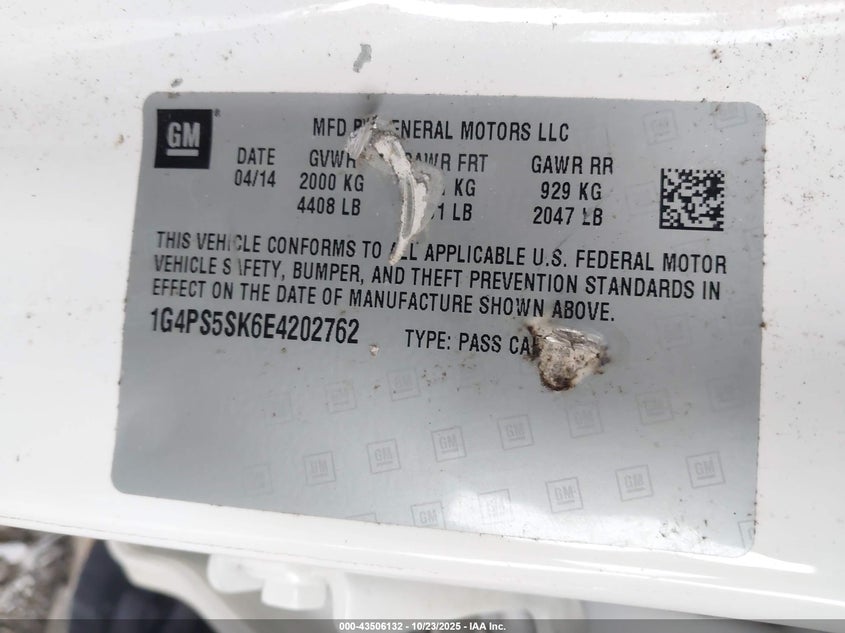 GM
MFD BY GENERAL MOTORS LLC
DATE GVWR GAWR FRT GAWR RR
04/14 2000 KG KG 929 KG
4408 LB LB 2047 LB
THIS VEHICLE CONFORMS TO ALL APPLICABLE U.S. FEDERAL MOTOR
VEHICLE SAFETY, BUMPER, AND THEFT PREVENTION STANDARDS IN
EFFECT ON THE DATE OF MANUFACTURE SHOWN ABOVE.
1G4PS5SK6E4202762 TYPE: PASS CAR
000-43506132 - 10/23/2025 - IAA Inc.